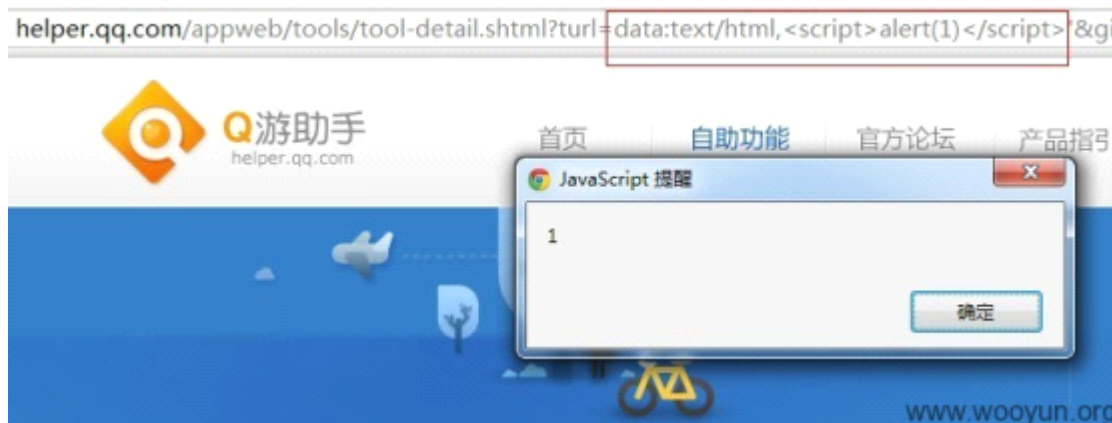 helper.qq.com/appweb/tools/tool-detail.shtml?turl=data:text/html,<script>alert(1)</script>"&gi
Q游助手
helper.qq.com
首页 自助功能 官方论坛 产品指引
JavaScript 提醒
1
确定
www.wooyun.org